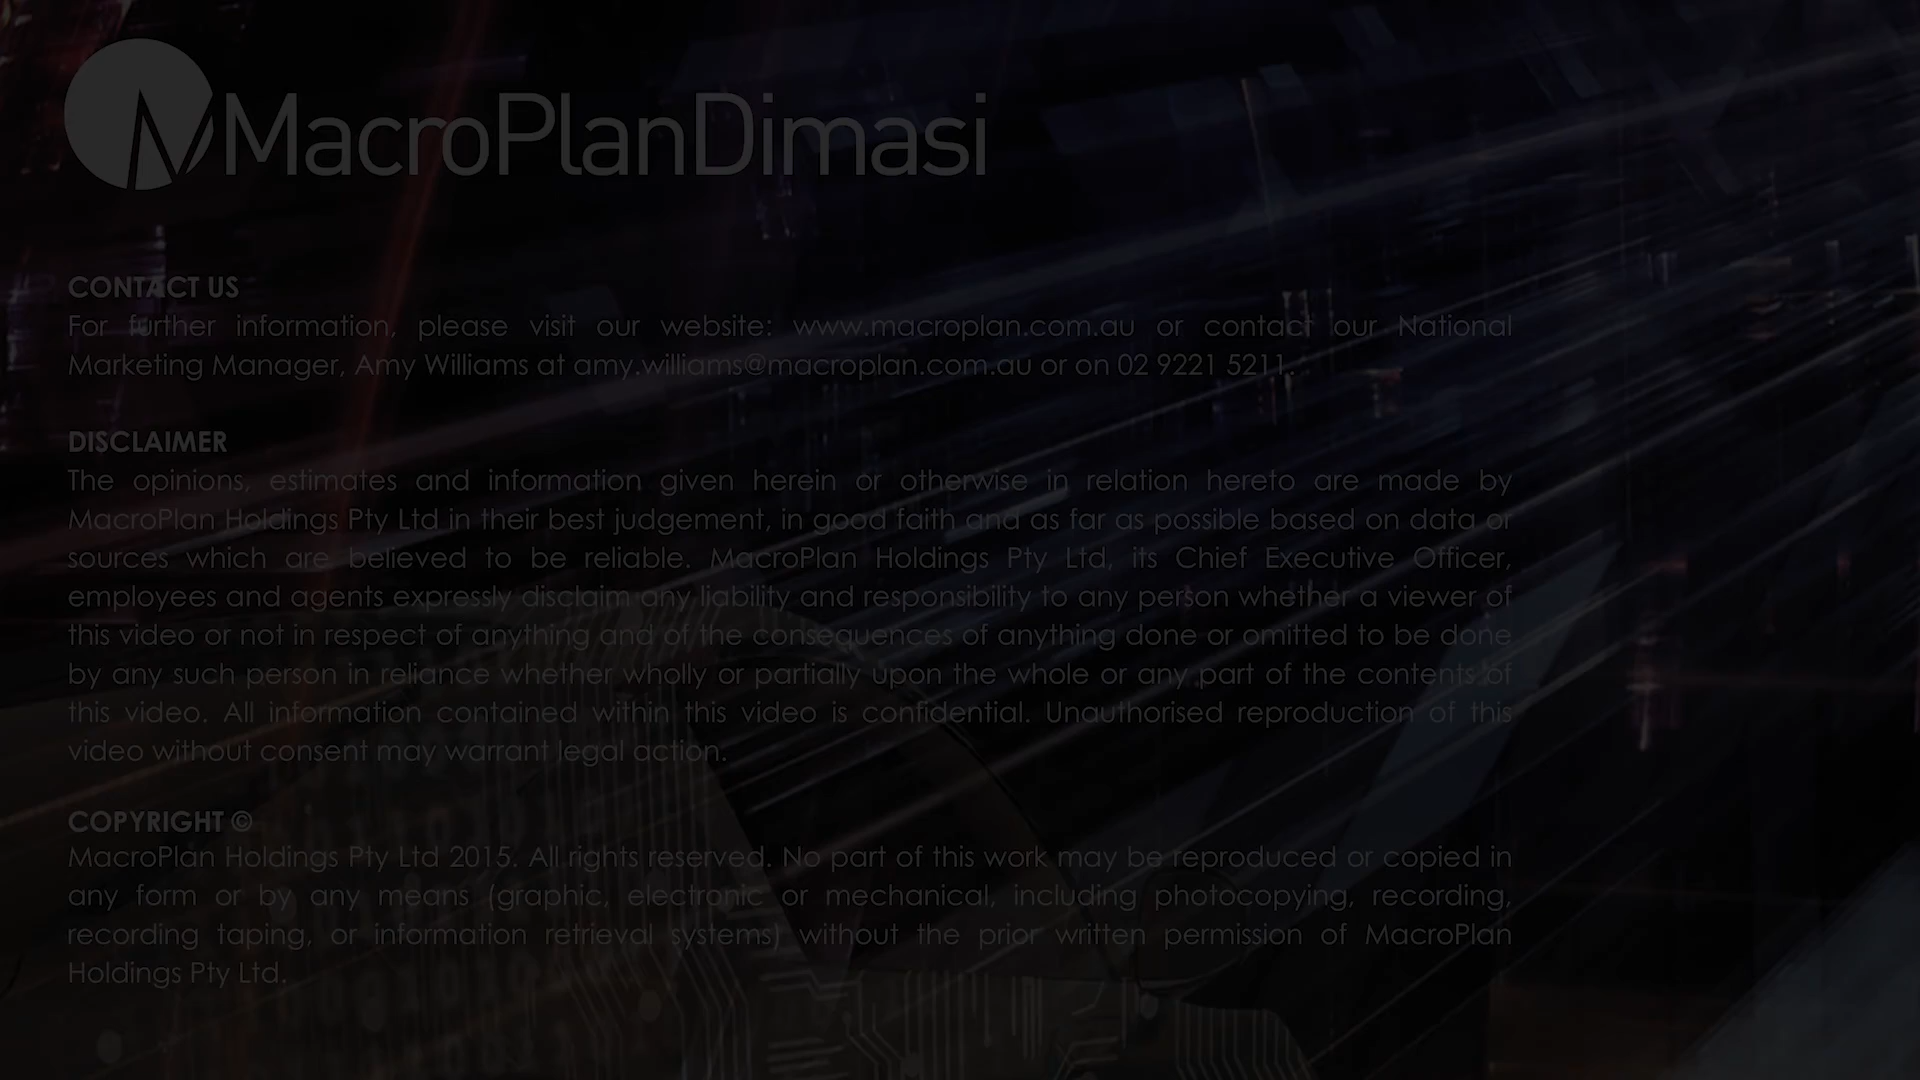 MacroPlanDimasi
CONTACT US
For further information, please visit our website: www.macroplan.com.au or contact our National
Marketing Manager, Amy Williams at amy.williams@macroplan.com.au or on 02 9221 5211.
DISCLAIMER
The opinions, estimates and information given herein or otherwise in relation hereto are made by
MacroPlan Holdings Pty Ltd in their best judgement, in good faith and as far as possible based on data or
sources which are believed to be reliable. MacroPlan Holdings Pty Ltd, its Chief Executive Officer,
employees and agents expressly disclaim any liability and responsibility to any person whether a viewer of
this video or not in respect of anything and of the consequences of anything done or omitted to be done
by any such person in reliance whether wholly or partially upon the whole or any part of the contents of
this video. All information contained within this video is confidential. Unauthorised reproduction of this
video without consent may warrant legal action.
COPYRIGHT ©
MacroPlan Holdings Pty Ltd 2015. All rights reserved. No part of this work may be reproduced or copied in
any form or by any means (graphic, electronic or mechanical, including photocopying, recording,
recording taping, or information retrieval systems) without the prior written permission of MacroPlan
Holdings Pty Ltd.